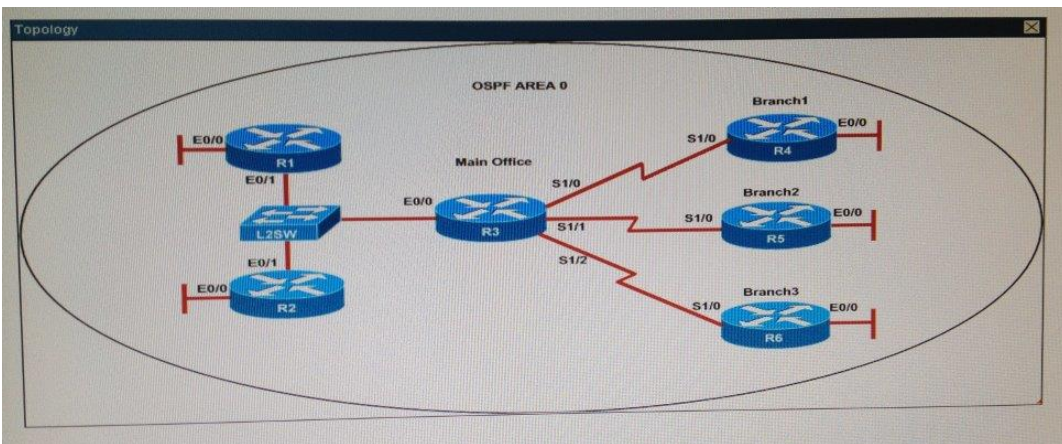 Topology
OSPF AREA 0
Branch1
E0/0
R1
E0/1
S1/0
R4
E0/0
Main Office
S1/0
E0/0
R3
L2SW
S1/1
Branch2
S1/0
E0/0
R5
E0/1
S1/2
E0/0
R2
Branch3
S1/0
E0/0
R6